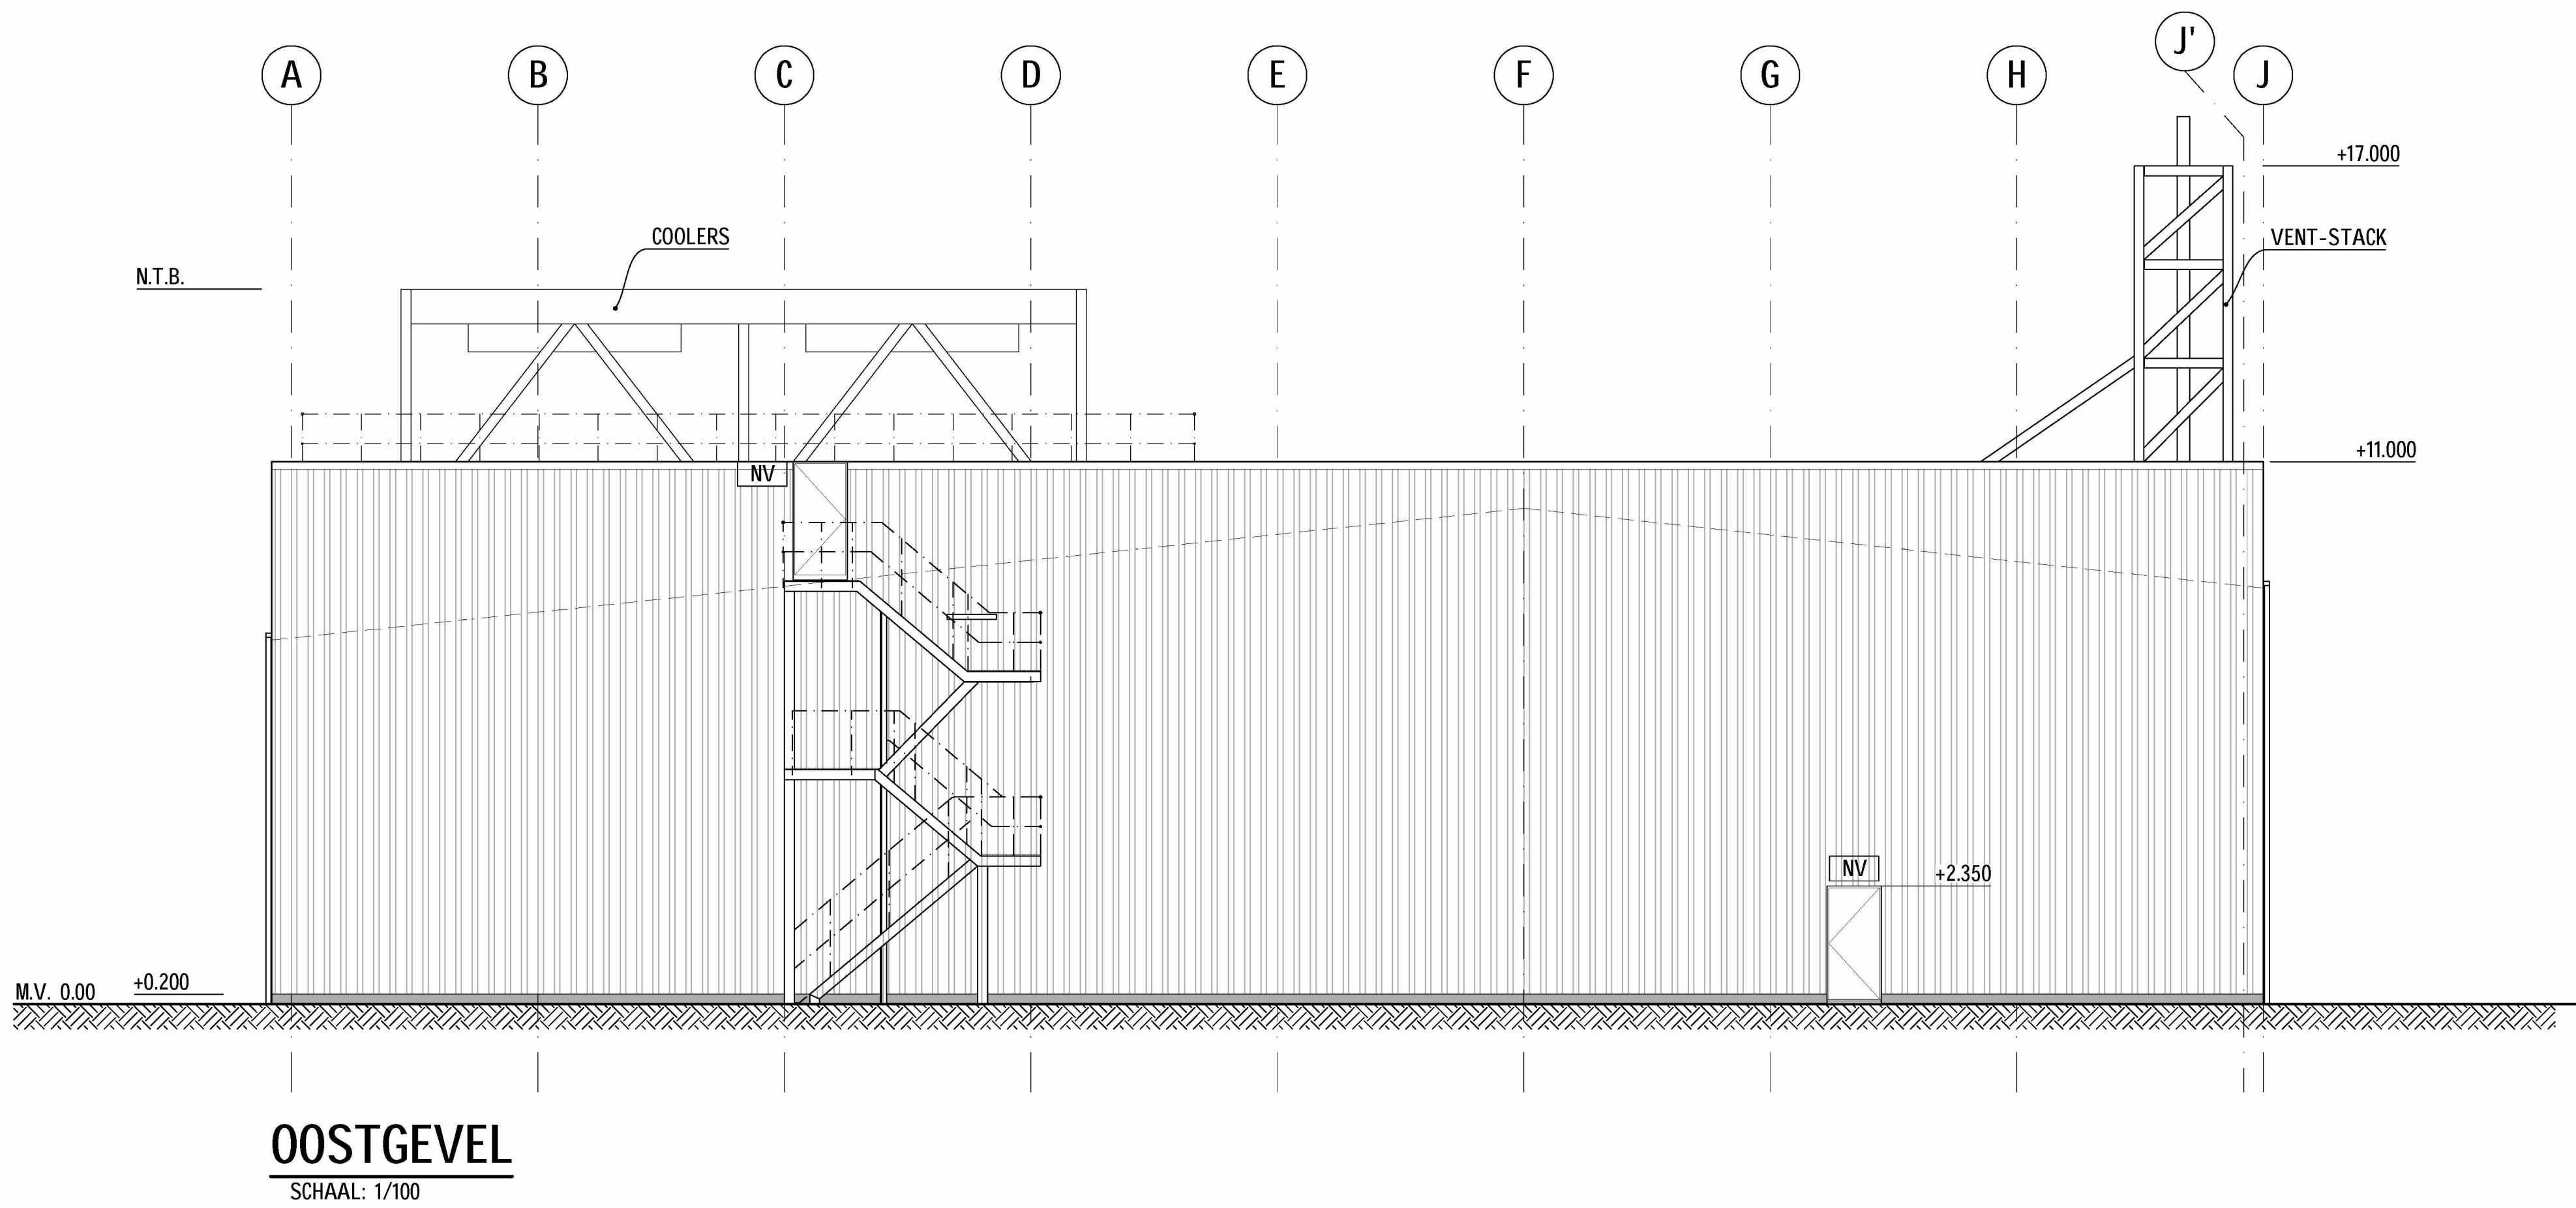 A B C D E F G H J' J
+17.000
COOLERS
VENT-STACK
N.T.B.
+11.000
NV
NV
+2.350
+0.200
M.V. 0.00
OOSTGEVEL
SCHAAL: 1/100